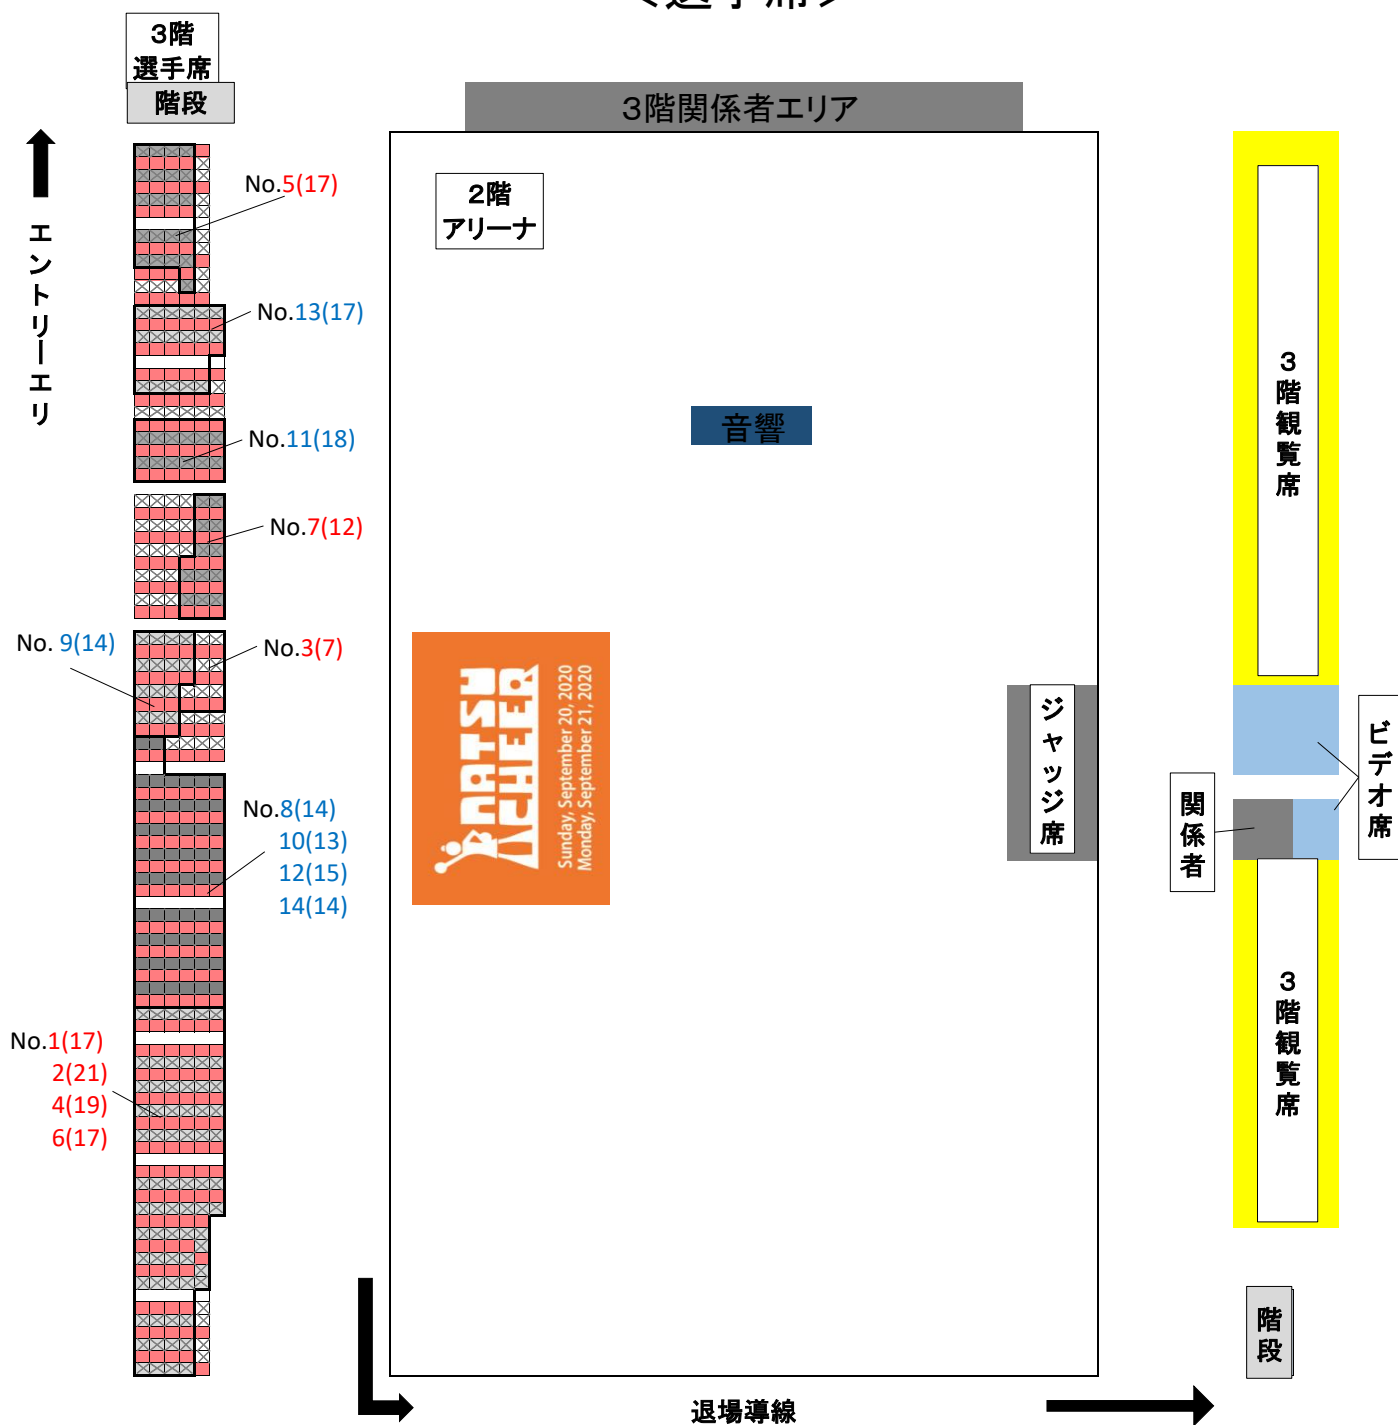 ＜選手席＞
3階
選手席
階段
3階関係者エリア
エントリーエリ
2階
アリーナ
No.5(17)
No.13(17)
音響
No.11(18)
No.7(12)
No. 9(14)
No.3(7)
NATSU
CHEER
Sunday, September 20, 2020
Monday, September 21, 2020
No.8(14)
10(13)
12(15)
14(14)
No.1(17)
2(21)
4(19)
6(17)
ジャッジ席
3階観覧席
ビデオ席
関係者
3階観覧席
階段
退場導線